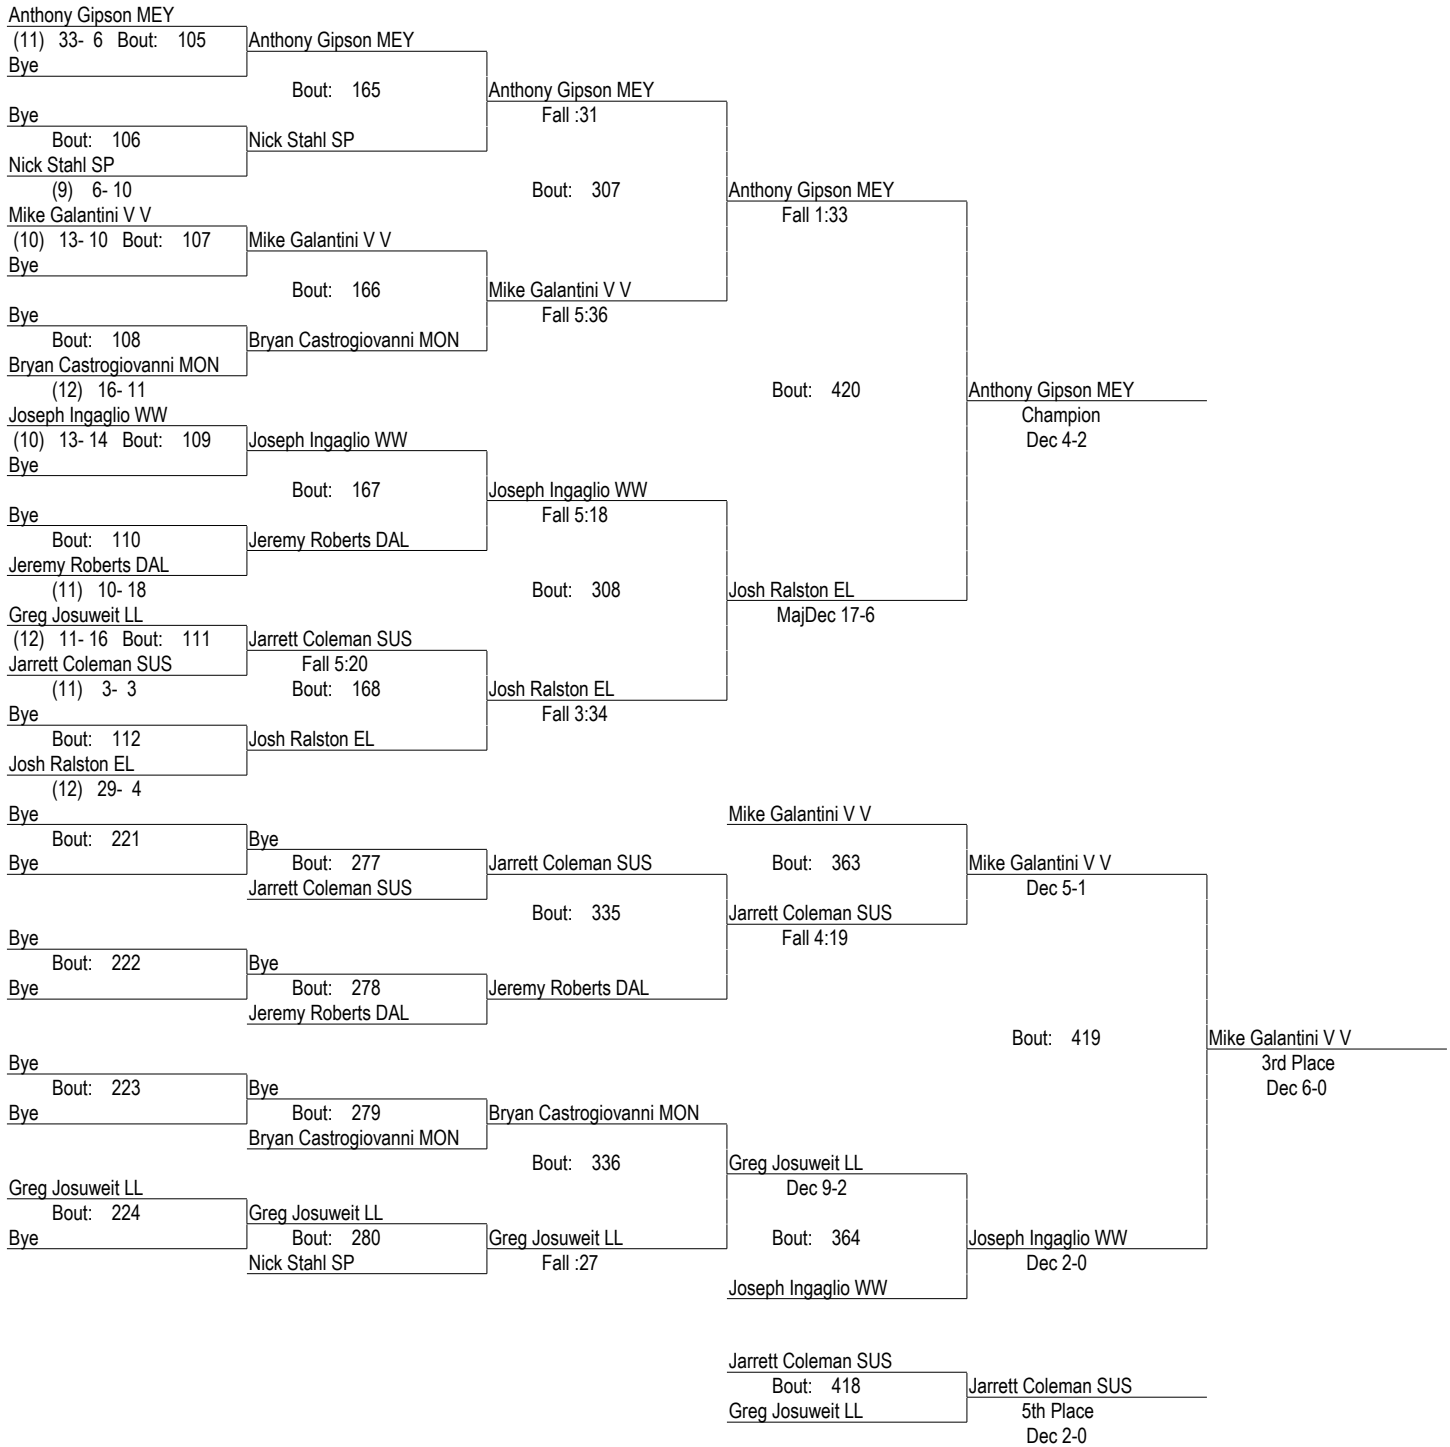 Anthony Gipson MEY
(11) 33- 6 Bout: 105 Anthony Gipson MEY
Bye
Bout: 165 Anthony Gipson MEY
Bye Fall :31
Bout: 106 Nick Stahl SP
Nick Stahl SP
(9) 6- 10 Bout: 307 Anthony Gipson MEY
Mike Galantini V V Fall 1:33
(10) 13- 10 Bout: 107 Mike Galantini V V
Bye
Bout: 166 Mike Galantini V V
Bye Fall 5:36
Bout: 108 Bryan Castrogiovanni MON
Bryan Castrogiovanni MON
(12) 16- 11 Bout: 420 Anthony Gipson MEY
Joseph Ingaglio WW Champion
(10) 13- 14 Bout: 109 Joseph Ingaglio WW Dec 4-2
Bye
Bout: 167 Joseph Ingaglio WW
Bye Fall 5:18
Bout: 110 Jeremy Roberts DAL
Jeremy Roberts DAL
(11) 10- 18 Bout: 308 Josh Ralston EL
Greg Josuweit LL MajDec 17-6
(12) 11- 16 Bout: 111 Jarrett Coleman SUS
Jarrett Coleman SUS Fall 5:20
(11) 3- 3 Bout: 168 Josh Ralston EL
Bye Fall 3:34
Bout: 112 Josh Ralston EL
Josh Ralston EL
(12) 29- 4
Bye Mike Galantini V V
Bout: 221 Bye
Bye Bout: 277 Jarrett Coleman SUS Bout: 363 Mike Galantini V V
Jarrett Coleman SUS Dec 5-1
Bout: 335 Jarrett Coleman SUS
Bye Fall 4:19
Bout: 222 Bye
Bye Bout: 278 Jeremy Roberts DAL
Jeremy Roberts DAL
Bout: 419 Mike Galantini V V
Bye 3rd Place
Bout: 223 Bye Dec 6-0
Bye Bout: 279 Bryan Castrogiovanni MON
Bryan Castrogiovanni MON
Bout: 336 Greg Josuweit LL
Greg Josuweit LL Dec 9-2
Bout: 224 Greg Josuweit LL
Bye Bout: 280 Greg Josuweit LL Bout: 364 Joseph Ingaglio WW
Nick Stahl SP Fall :27 Dec 2-0
Joseph Ingaglio WW
Jarrett Coleman SUS
Bout: 418 Jarrett Coleman SUS
Greg Josuweit LL 5th Place
Dec 2-0